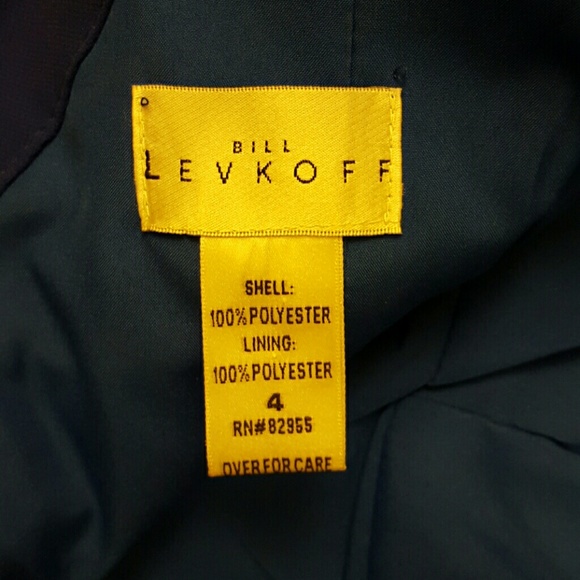 BILL
LEVKOFF
SHELL:
100% POLYESTER
LINING:
100% POLYESTER
4
RN#82955
OVER FOR CARE